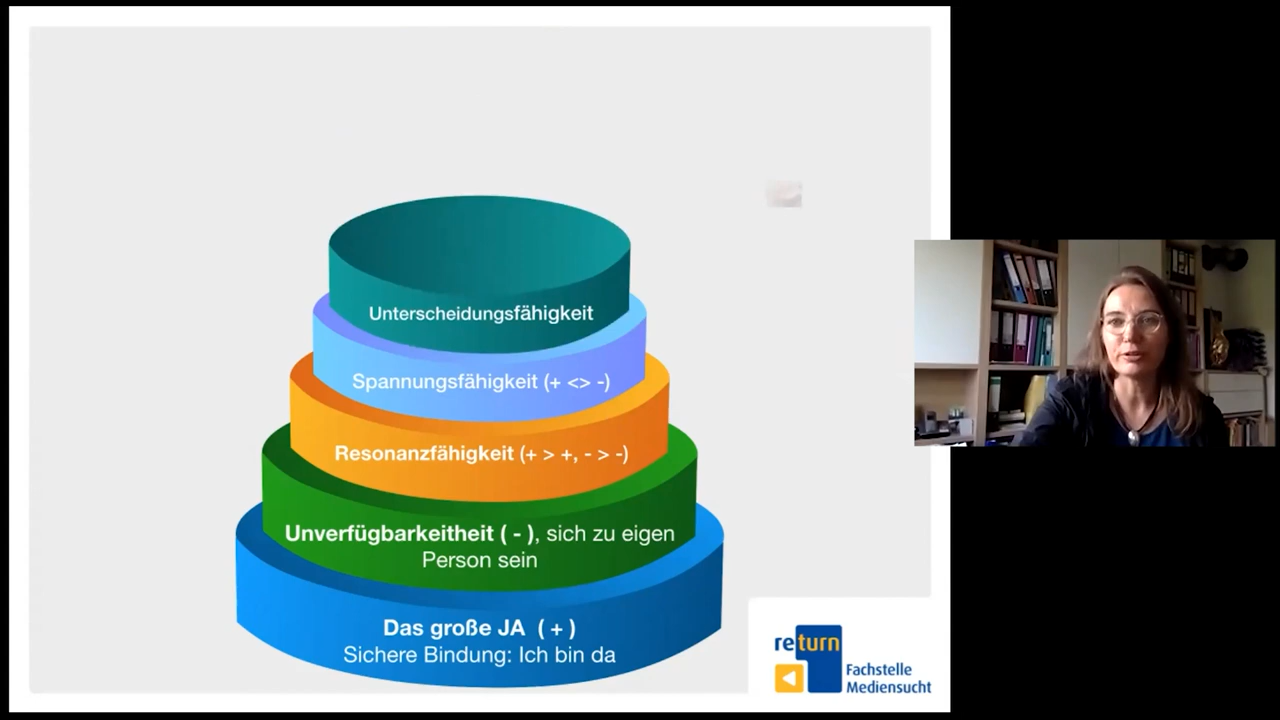 Unterscheidungsfähigkeit
Spannungsfähigkeit (+ <> -)
Resonanzfähigkeit (+ > +, - > -)
Unverfügbarkeitheit ( - ), sich zu eigen
Person sein
Das große JA ( + )
Sichere Bindung: Ich bin da
return
Fachstelle
Mediensucht